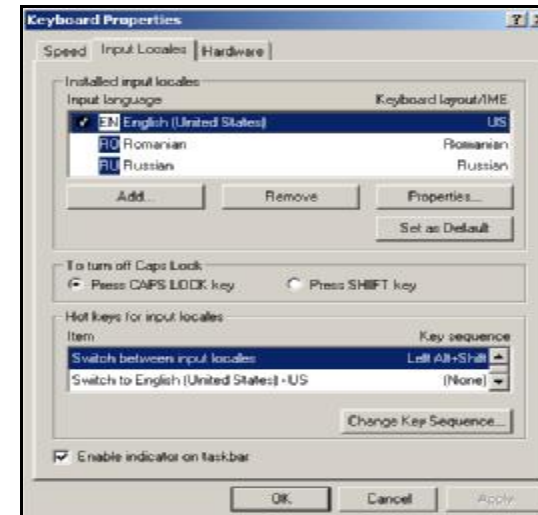 Keyboard Properties
Speed Input Locales Hardware
Installed input locales
Input language Keyboard layout/IME
EN English (United States) US
RO Romanian Romanian
RU Russian Russian
Add... Remove Properties...
Set as Default
To turn off Caps Lock
Press CAPS LOCK key Press SHIFT key
Hot keys for input locales
Item Key sequence
Switch between input locales Left Alt+Shift
Switch to English (United States) - US (None)
Change Key Sequence...
Enable indicator on taskbar
OK Cancel Apply